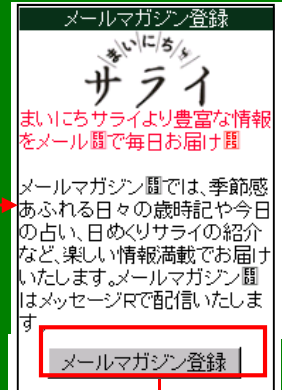 メールマガジン登録
まいにち
サライ
まいにちサライより豊富な情報
をメールで毎日お届け
メールマガジンでは、季節感
あふれる日々の歳時記や今日
の占い、日めくりサライの紹介
など、楽しい情報満載でお届け
いたします。メールマガジン
はメッセージRで配信いたしま
す
メールマガジン登録